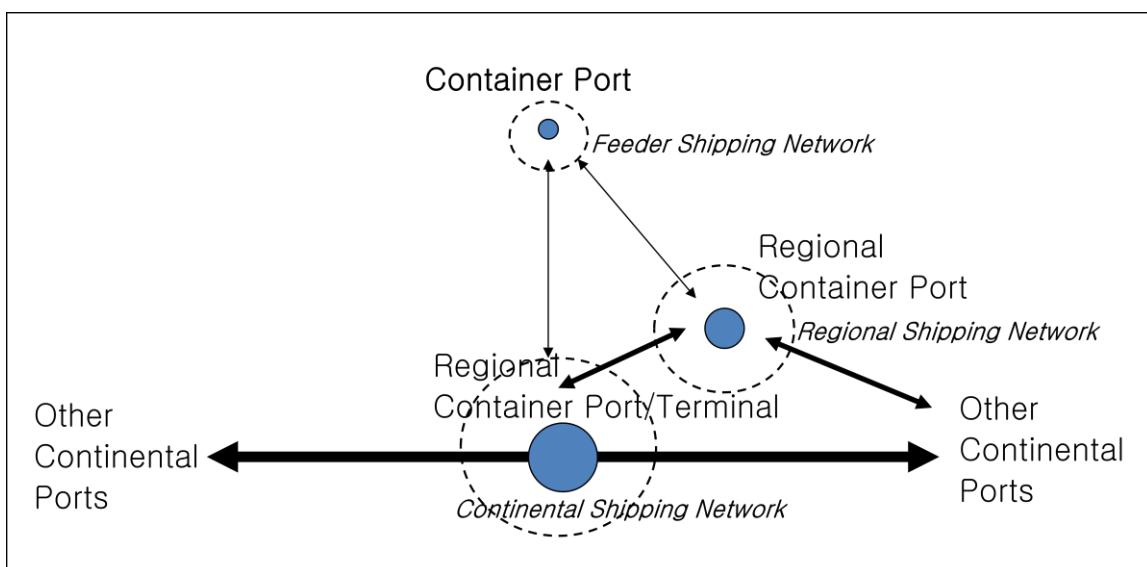 Container Port
Feeder Shipping Network
Regional
Container Port
Regional Shipping Network
Regional
Container Port/Terminal
Other
Continental
Ports
Other
Continental
Ports
Continental Shipping Network